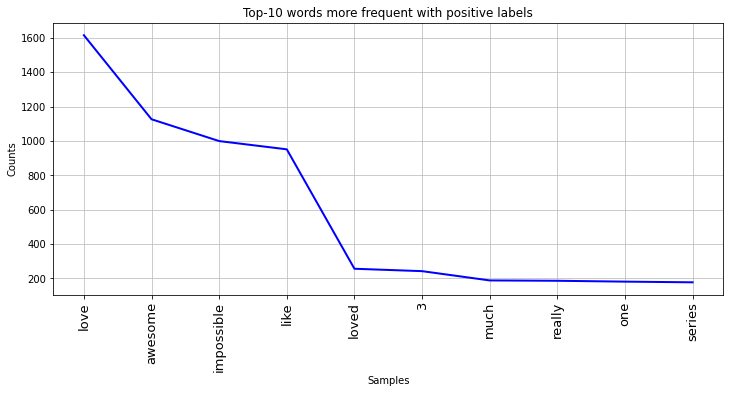 Top-10 words more frequent with positive labels
Counts
1600
1400
1200
1000
800
600
400
200
love
awesome
impossible
like
loved
3
much
really
one
series
Samples